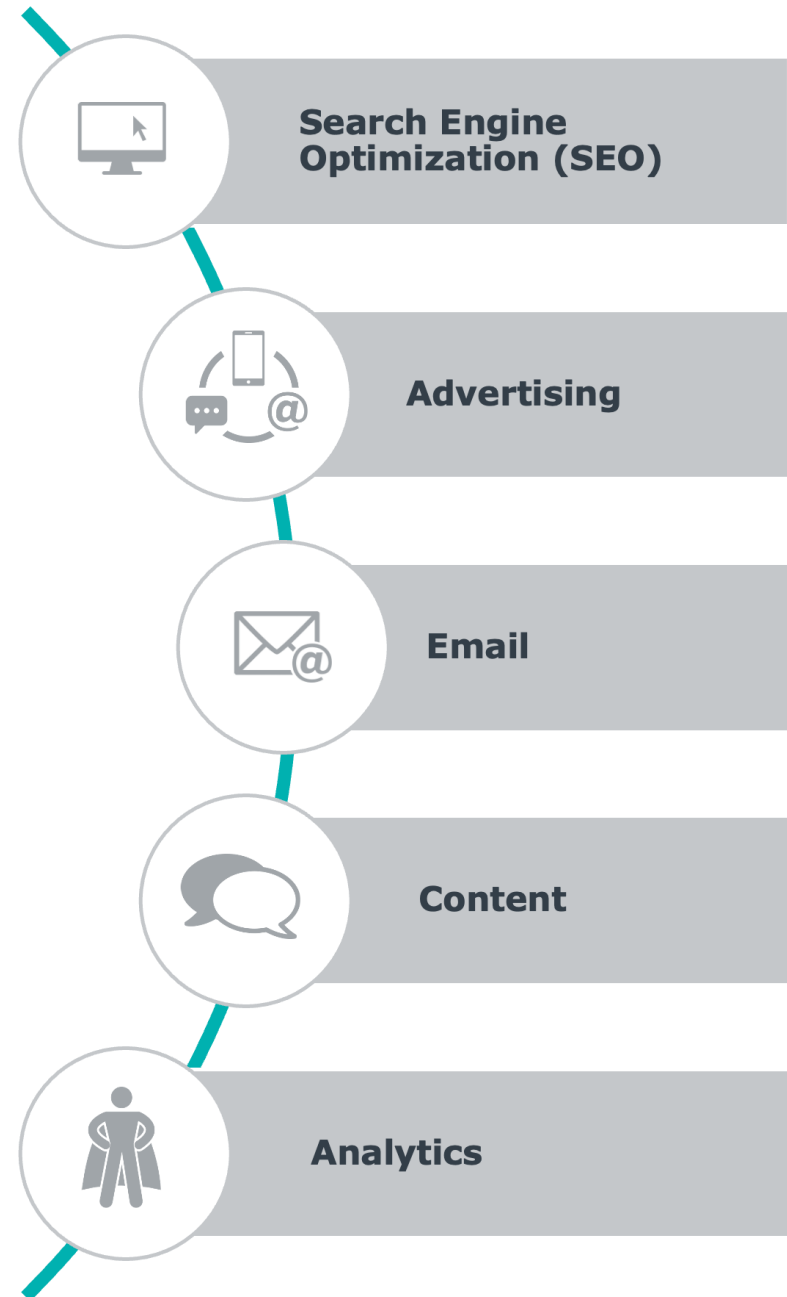 Search Engine
Optimization (SEO)
Advertising
@
Email
@
Content
Analytics